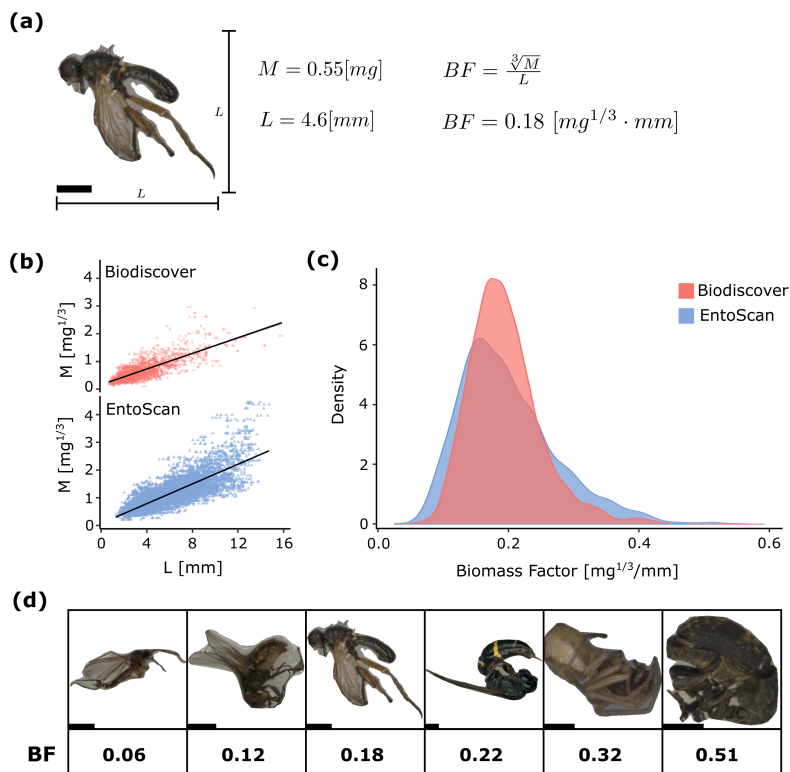 (a)
L
L
M = 0.55[mg]
BF = ∛M / L
L = 4.6[mm]
BF = 0.18 [mg^{1/3} · mm]
(b)
Biodiscover
M [mg^{1/3}]
4
3
2
1
0
EntoScan
M [mg^{1/3}]
4
3
2
1
0
0 4 8 12 16
L [mm]
(c)
Biodiscover
EntoScan
Density
8
6
4
2
0
0.0 0.2 0.4 0.6
Biomass Factor [mg^{1/3}/mm]
(d)
BF 0.06 0.12 0.18 0.22 0.32 0.51